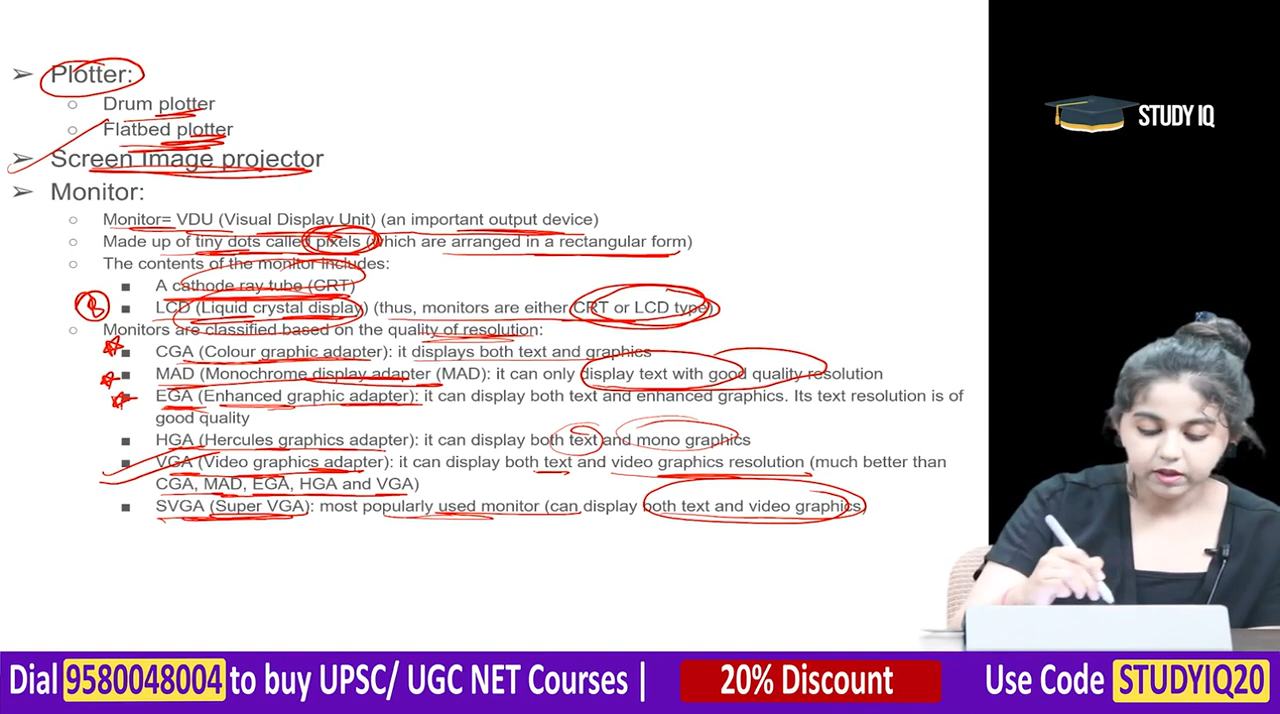 ➢ Plotter:
○ Drum plotter
○ Flatbed plotter
➢ Screen Image projector
➢ Monitor:
○ Monitor= VDU (Visual Display Unit) (an important output device)
○ Made up of tiny dots called pixels (which are arranged in a rectangular form)
○ The contents of the monitor includes:
■ A cathode ray tube (CRT)
■ LCD (Liquid crystal display) (thus, monitors are either CRT or LCD type)
○ Monitors are classified based on the quality of resolution:
■ CGA (Colour graphic adapter): it displays both text and graphics
■ MAD (Monochrome display adapter (MAD): it can only display text with good quality resolution
■ EGA (Enhanced graphic adapter): it can display both text and enhanced graphics. Its text resolution is of
good quality
■ HGA (Hercules graphics adapter): it can display both text and mono graphics
■ VGA (Video graphics adapter): it can display both text and video graphics resolution (much better than
CGA, MAD, EGA, HGA and VGA)
■ SVGA (Super VGA): most popularly used monitor (can display both text and video graphics)
STUDY IQ
Dial 9580048004 to buy UPSC/ UGC NET Courses | 20% Discount Use Code STUDYIQ20